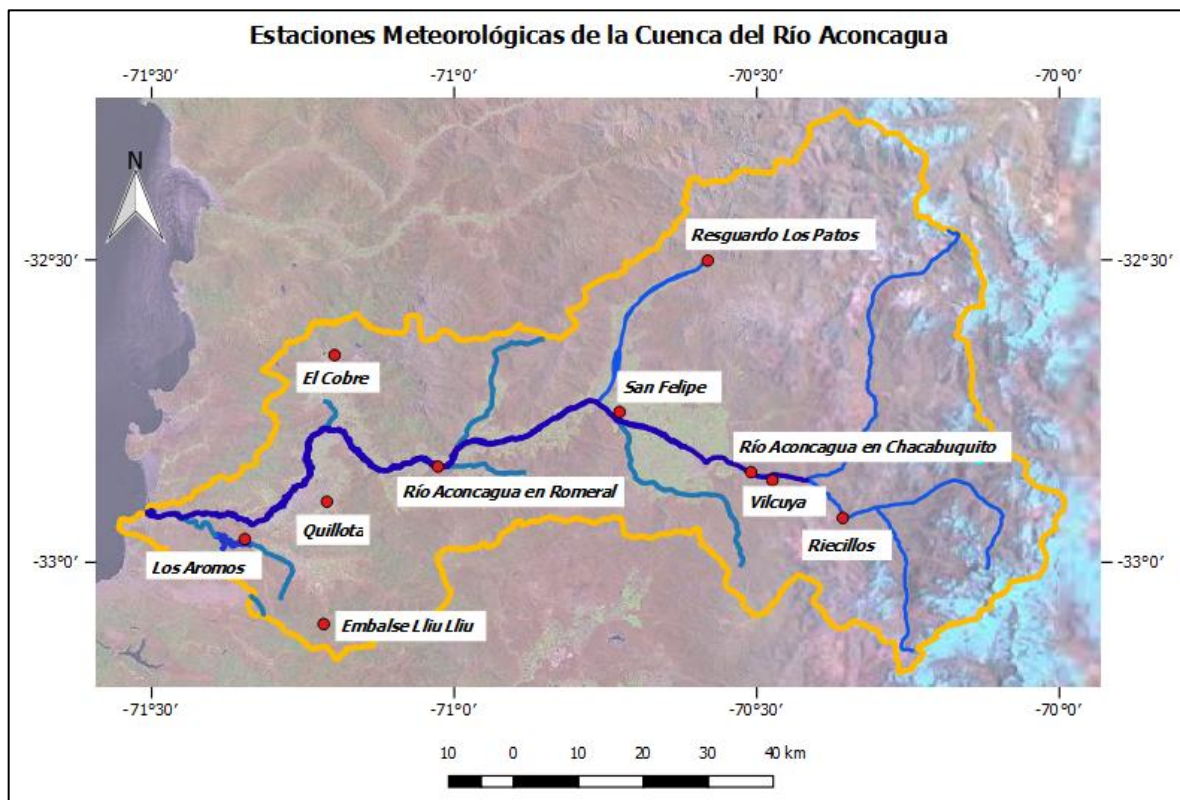 Estaciones Meteorológicas de la Cuenca del Río Aconcagua
-71°30′ -71°0′ -70°30′ -70°0′
N
Resguardo Los Patos
-32°30′ -32°30′
El Cobre
San Felipe
Río Aconcagua en Chacabuquito
Río Aconcagua en Romeral
Vilcuya
Quillota
Riecillos
Los Aromos
-33°0′ -33°0′
Embalse Lliu Lliu
-71°30′ -71°0′ -70°30′ -70°0′
10 0 10 20 30 40 km